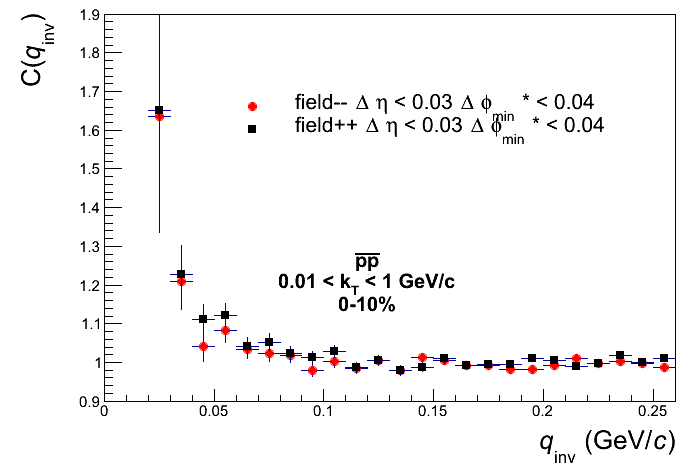 C(q_inv)
1.9
1.8
1.7
1.6
1.5
1.4
1.3
1.2
1.1
1
0.9
field-- Δ η < 0.03 Δ ϕ_min * < 0.04
field++ Δ η < 0.03 Δ ϕ_min * < 0.04
p̅p̅
0.01 < k_T < 1 GeV/c
0-10%
0 0.05 0.1 0.15 0.2 0.25
q_inv (GeV/c)